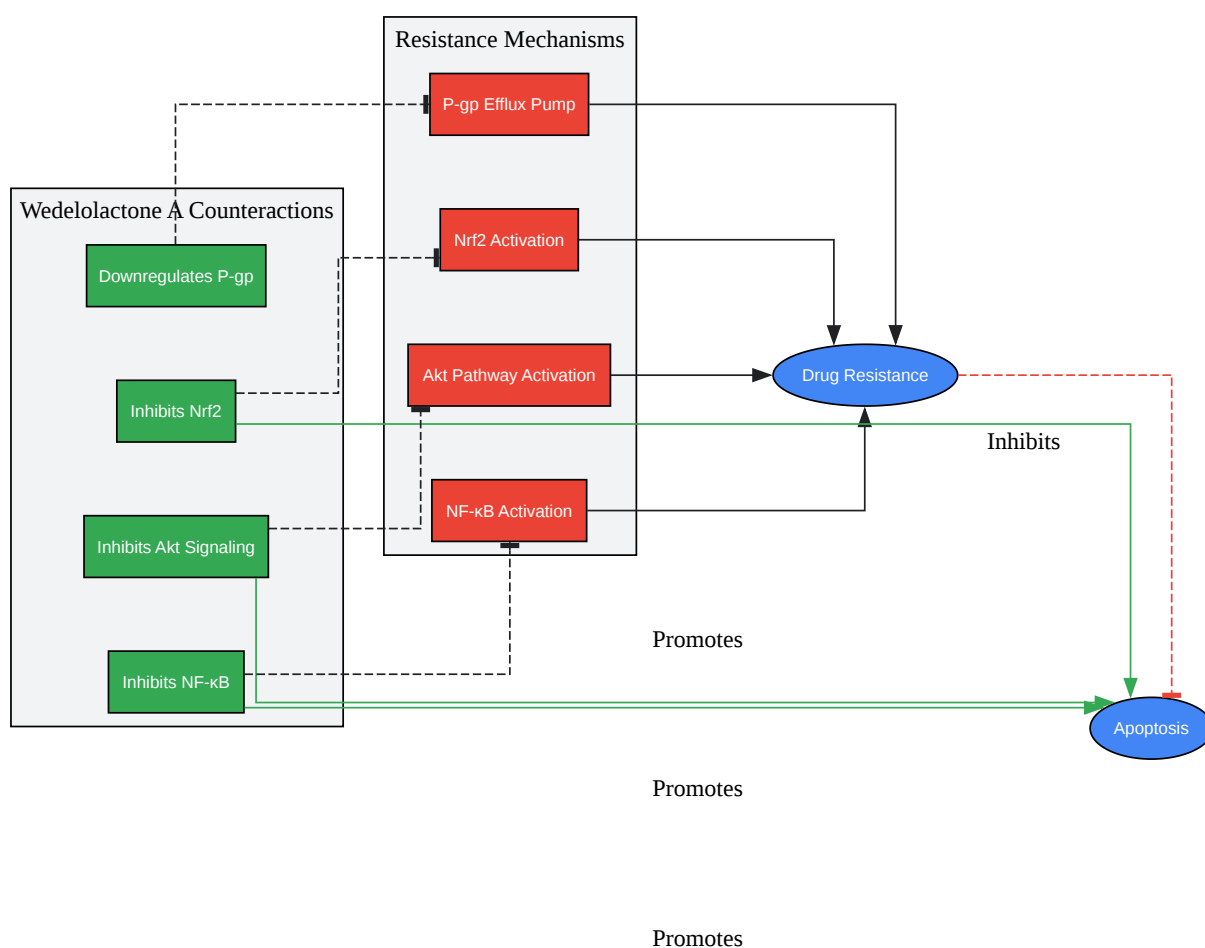 Resistance Mechanisms
P-gp Efflux Pump
Wedelolactone A Counteractions
Nrf2 Activation
Downregulates P-gp
Akt Pathway Activation
Drug Resistance
Inhibits Nrf2
Inhibits
NF-κB Activation
Inhibits Akt Signaling
Promotes
Inhibits NF-κB
Apoptosis
Promotes
Promotes